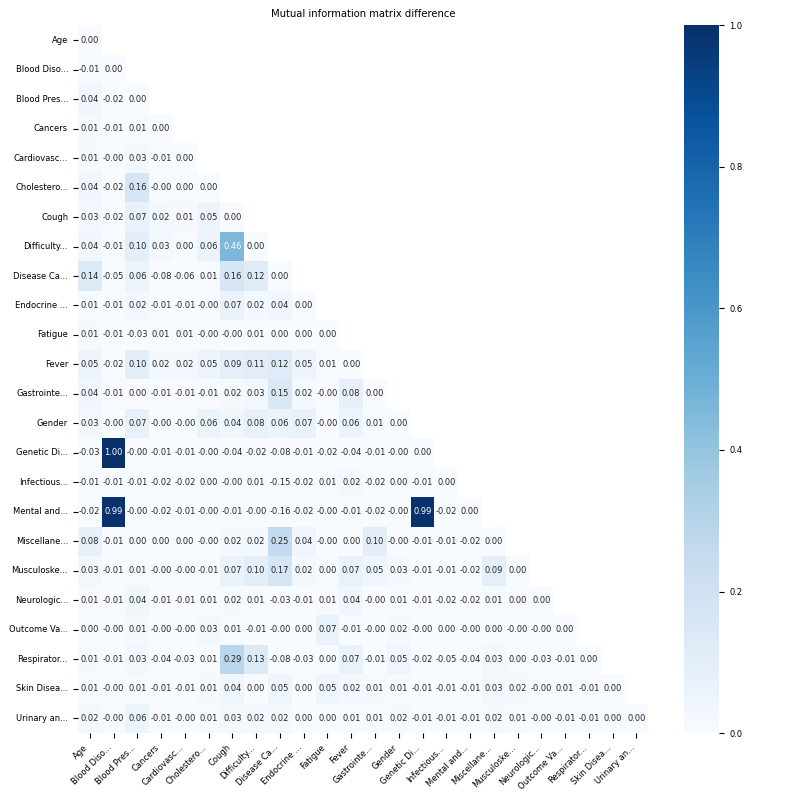 Mutual information matrix difference
Age 0.00
Blood Diso... -0.01 0.00
Blood Pres... 0.04 -0.02 0.00
Cancers 0.01 -0.01 0.01 0.00
Cardiovasc... 0.01 -0.00 0.03 -0.01 0.00
Cholestero... 0.04 -0.02 0.16 -0.00 0.00 0.00
Cough 0.03 -0.02 0.07 0.02 0.01 0.05 0.00
Difficulty... 0.04 -0.01 0.10 0.03 0.00 0.06 0.46 0.00
Disease Ca... 0.14 -0.05 0.06 -0.08 -0.06 0.01 0.16 0.12 0.00
Endocrine ... 0.01 -0.01 0.02 -0.01 -0.01 -0.00 0.07 0.02 0.04 0.00
Fatigue 0.01 0.01 -0.03 0.01 0.01 -0.00 -0.00 0.01 0.00 0.00 0.00
Fever 0.05 -0.02 0.10 0.02 0.02 0.05 0.09 0.11 0.12 0.05 0.01 0.00
Gastrointe... 0.04 -0.01 0.00 -0.01 -0.01 -0.01 0.02 0.03 0.15 0.02 -0.00 0.08 0.00
Gender 0.03 -0.00 0.07 -0.00 -0.00 0.06 0.04 0.08 0.06 0.07 -0.00 0.06 0.01 0.00
Genetic Di... -0.03 1.00 -0.00 -0.01 -0.01 -0.00 -0.04 -0.02 -0.08 -0.01 -0.02 -0.04 -0.01 -0.00 0.00
Infectious... -0.01 -0.01 -0.01 -0.02 -0.02 0.00 -0.00 0.01 -0.15 -0.02 0.01 0.02 -0.02 -0.00 -0.01 0.00
Mental and... -0.02 0.99 -0.00 -0.02 -0.01 -0.00 -0.01 -0.00 -0.16 -0.02 -0.00 -0.01 -0.02 -0.00 0.99 -0.02 0.00
Miscellane... 0.08 -0.01 0.00 0.00 0.00 -0.00 0.02 0.02 0.25 0.04 -0.00 0.00 0.10 -0.00 -0.01 -0.01 -0.02 0.00
Musculoske... 0.03 -0.01 0.01 -0.00 -0.00 -0.01 0.07 0.10 0.17 0.02 0.00 0.07 0.05 0.03 -0.01 -0.01 -0.02 0.09 0.00
Neurologic... 0.01 -0.01 0.04 -0.01 -0.01 0.01 0.02 0.01 -0.03 -0.01 0.01 0.04 -0.00 0.01 -0.01 -0.02 -0.02 0.01 0.00 0.00
Outcome Va... 0.00 -0.00 0.01 -0.00 -0.00 0.03 0.01 -0.01 -0.00 0.00 0.07 -0.01 -0.00 0.02 -0.00 0.00 -0.00 0.00 -0.00 -0.00 0.00
Respirator... 0.01 -0.01 0.03 -0.04 -0.03 0.01 0.29 0.13 -0.08 -0.03 0.00 0.07 -0.01 0.05 -0.02 -0.05 -0.04 0.03 0.00 -0.03 -0.01 0.00
Skin Disea... 0.01 -0.00 0.01 -0.01 -0.01 0.01 0.04 0.00 0.05 0.00 0.05 0.02 0.01 0.01 -0.01 -0.01 -0.01 0.03 0.02 -0.00 0.01 -0.01 0.00
Urinary an... 0.02 -0.00 0.06 -0.01 -0.00 0.01 0.03 0.02 0.02 0.00 0.00 0.01 0.01 0.02 -0.01 -0.01 -0.01 0.02 0.01 -0.00 -0.01 -0.01 0.00 0.00
Age Blood Diso... Blood Pres... Cancers Cardiovasc... Cholestero... Cough Difficulty... Disease Ca... Endocrine ... Fatigue Fever Gastrointe... Gender Genetic Di... Infectious... Mental and... Miscellane... Musculoske... Neurologic... Outcome Va... Respirator... Skin Disea... Urinary an...
1.0
0.8
0.6
0.4
0.2
0.0